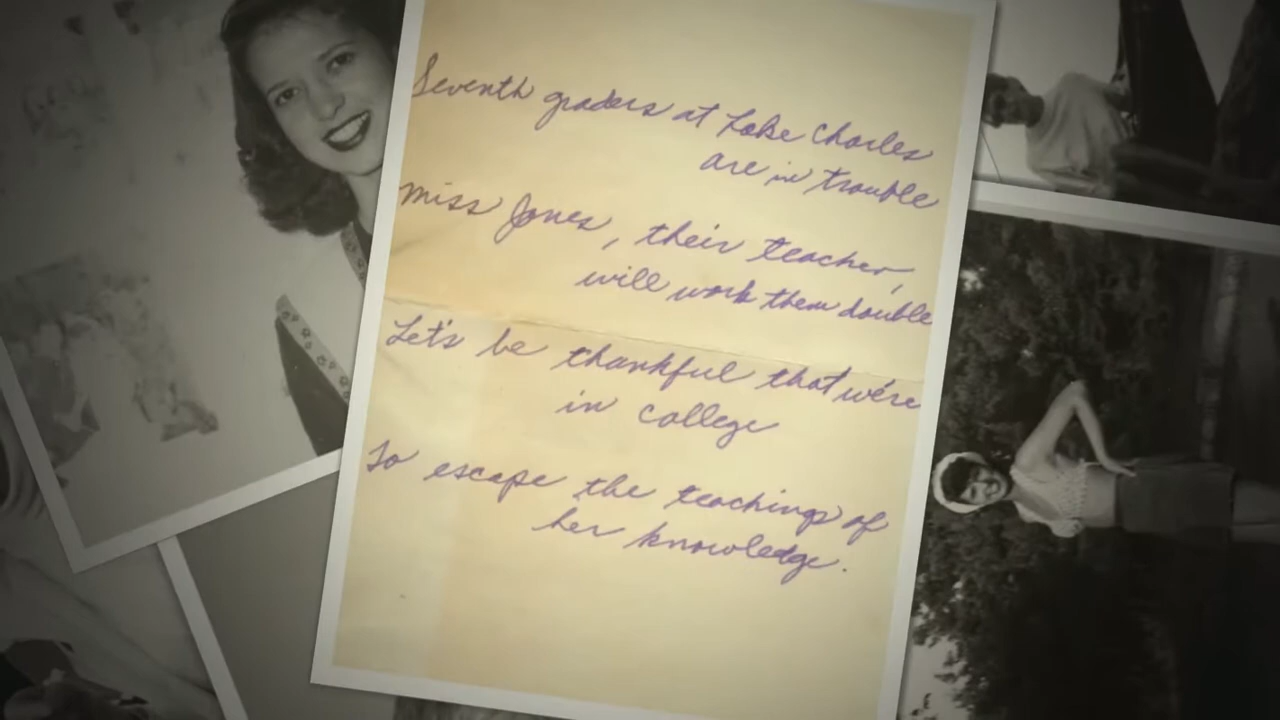 Seventh graders at Lake Charles
are in trouble
Miss Jones, their teacher,
will work them double
Let's be thankful that we're
in college
To escape the teachings of
her knowledge.